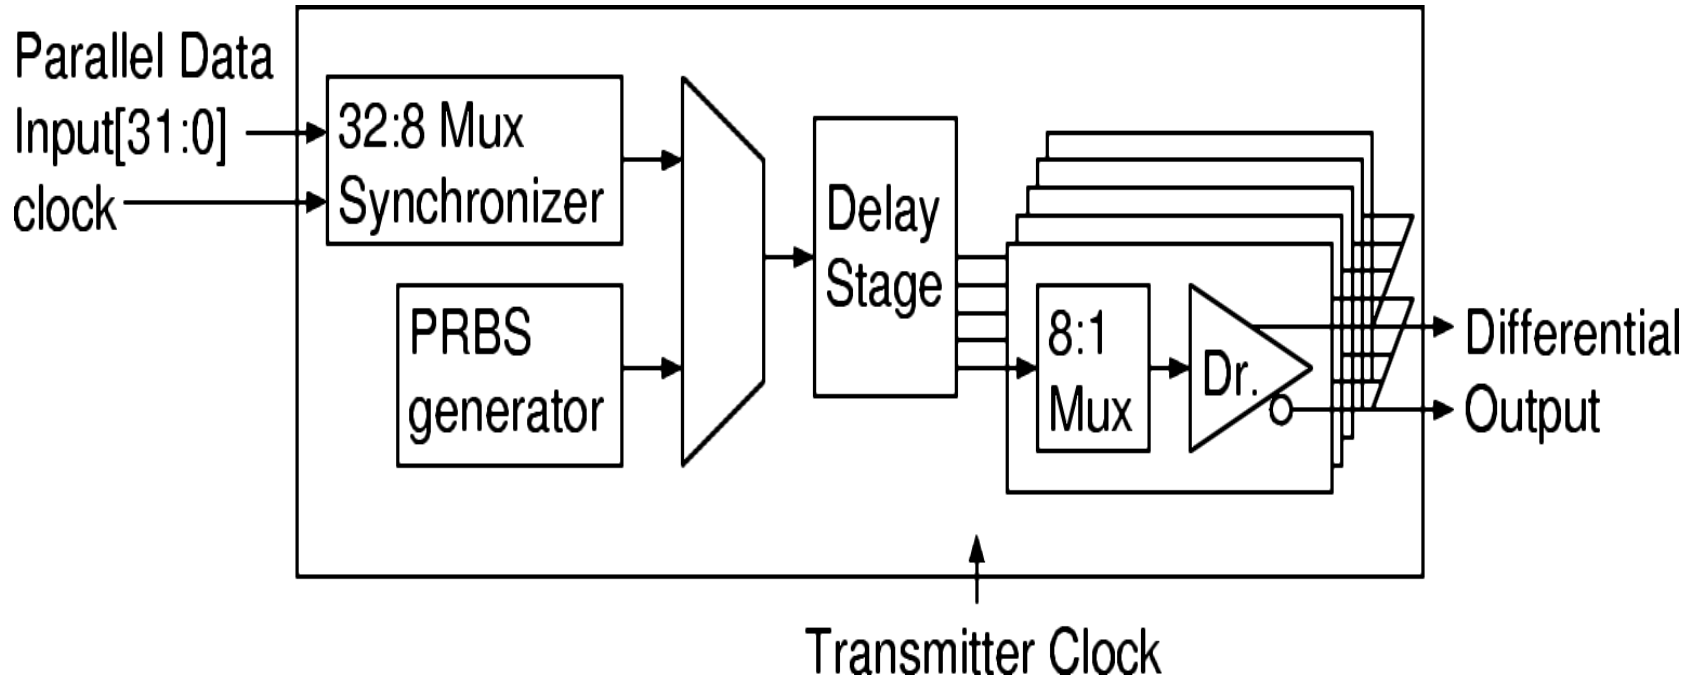 Parallel Data
Input[31:0]
clock
32:8 Mux
Synchronizer
PRBS
generator
Delay
Stage
8:1
Mux
Dr.
Differential
Output
Transmitter Clock